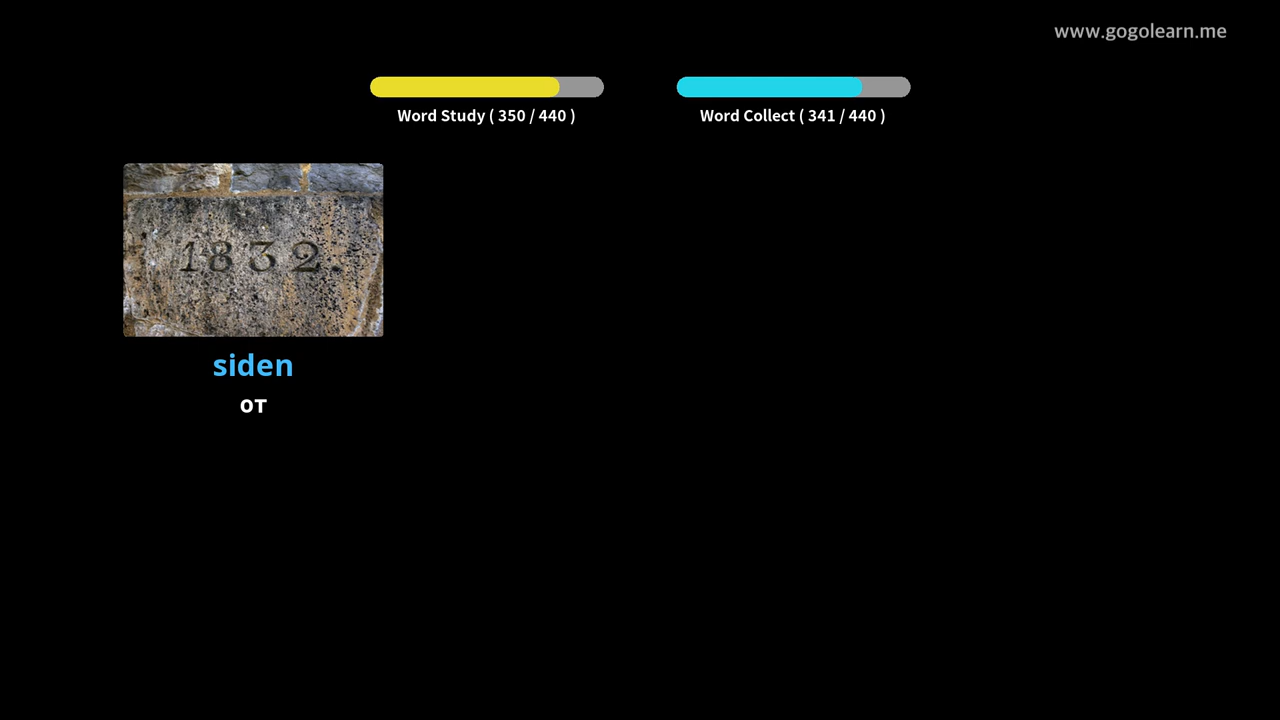 www.gogolearn.me
Word Study ( 350 / 440 )
Word Collect ( 341 / 440 )
1832.
siden
от